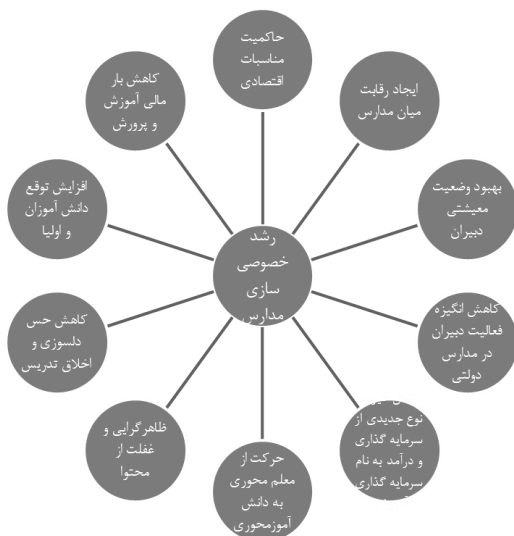 حاکمیت
مناسبات
اقتصادی
ایجاد رقابت
میان مدارس
بهبود وضعیت
معیشتی
دبیران
کاهش انگیزه
فعالیت دبیران
در مدارس
دولتی
نوع جدیدی از
سرمایه گذاری
و درآمد به نام
سرمایه گذاری
حرکت از
معلم محوری
به دانش
آموزمحوری
ظاهرگرایی و
غفلت از
محتوا
کاهش حس
دلسوزی و
اخلاق تدریس
افزایش توقع
دانش آموزان
و اولیا
کاهش بار
مالی آموزش
و پرورش
رشد
خصوصی
سازی
مدارس